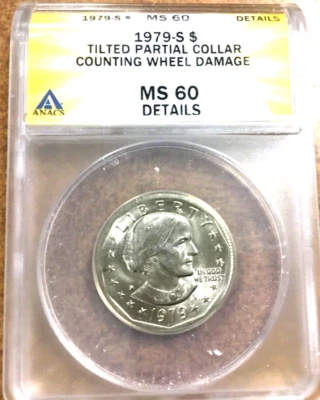 1979-S $ MS 60 DETAILS
1979-S $
TILTED PARTIAL COLLAR
COUNTING WHEEL DAMAGE
MS 60
DETAILS
ANACS
LIBERTY
IN GOD
WE TRUST
1979